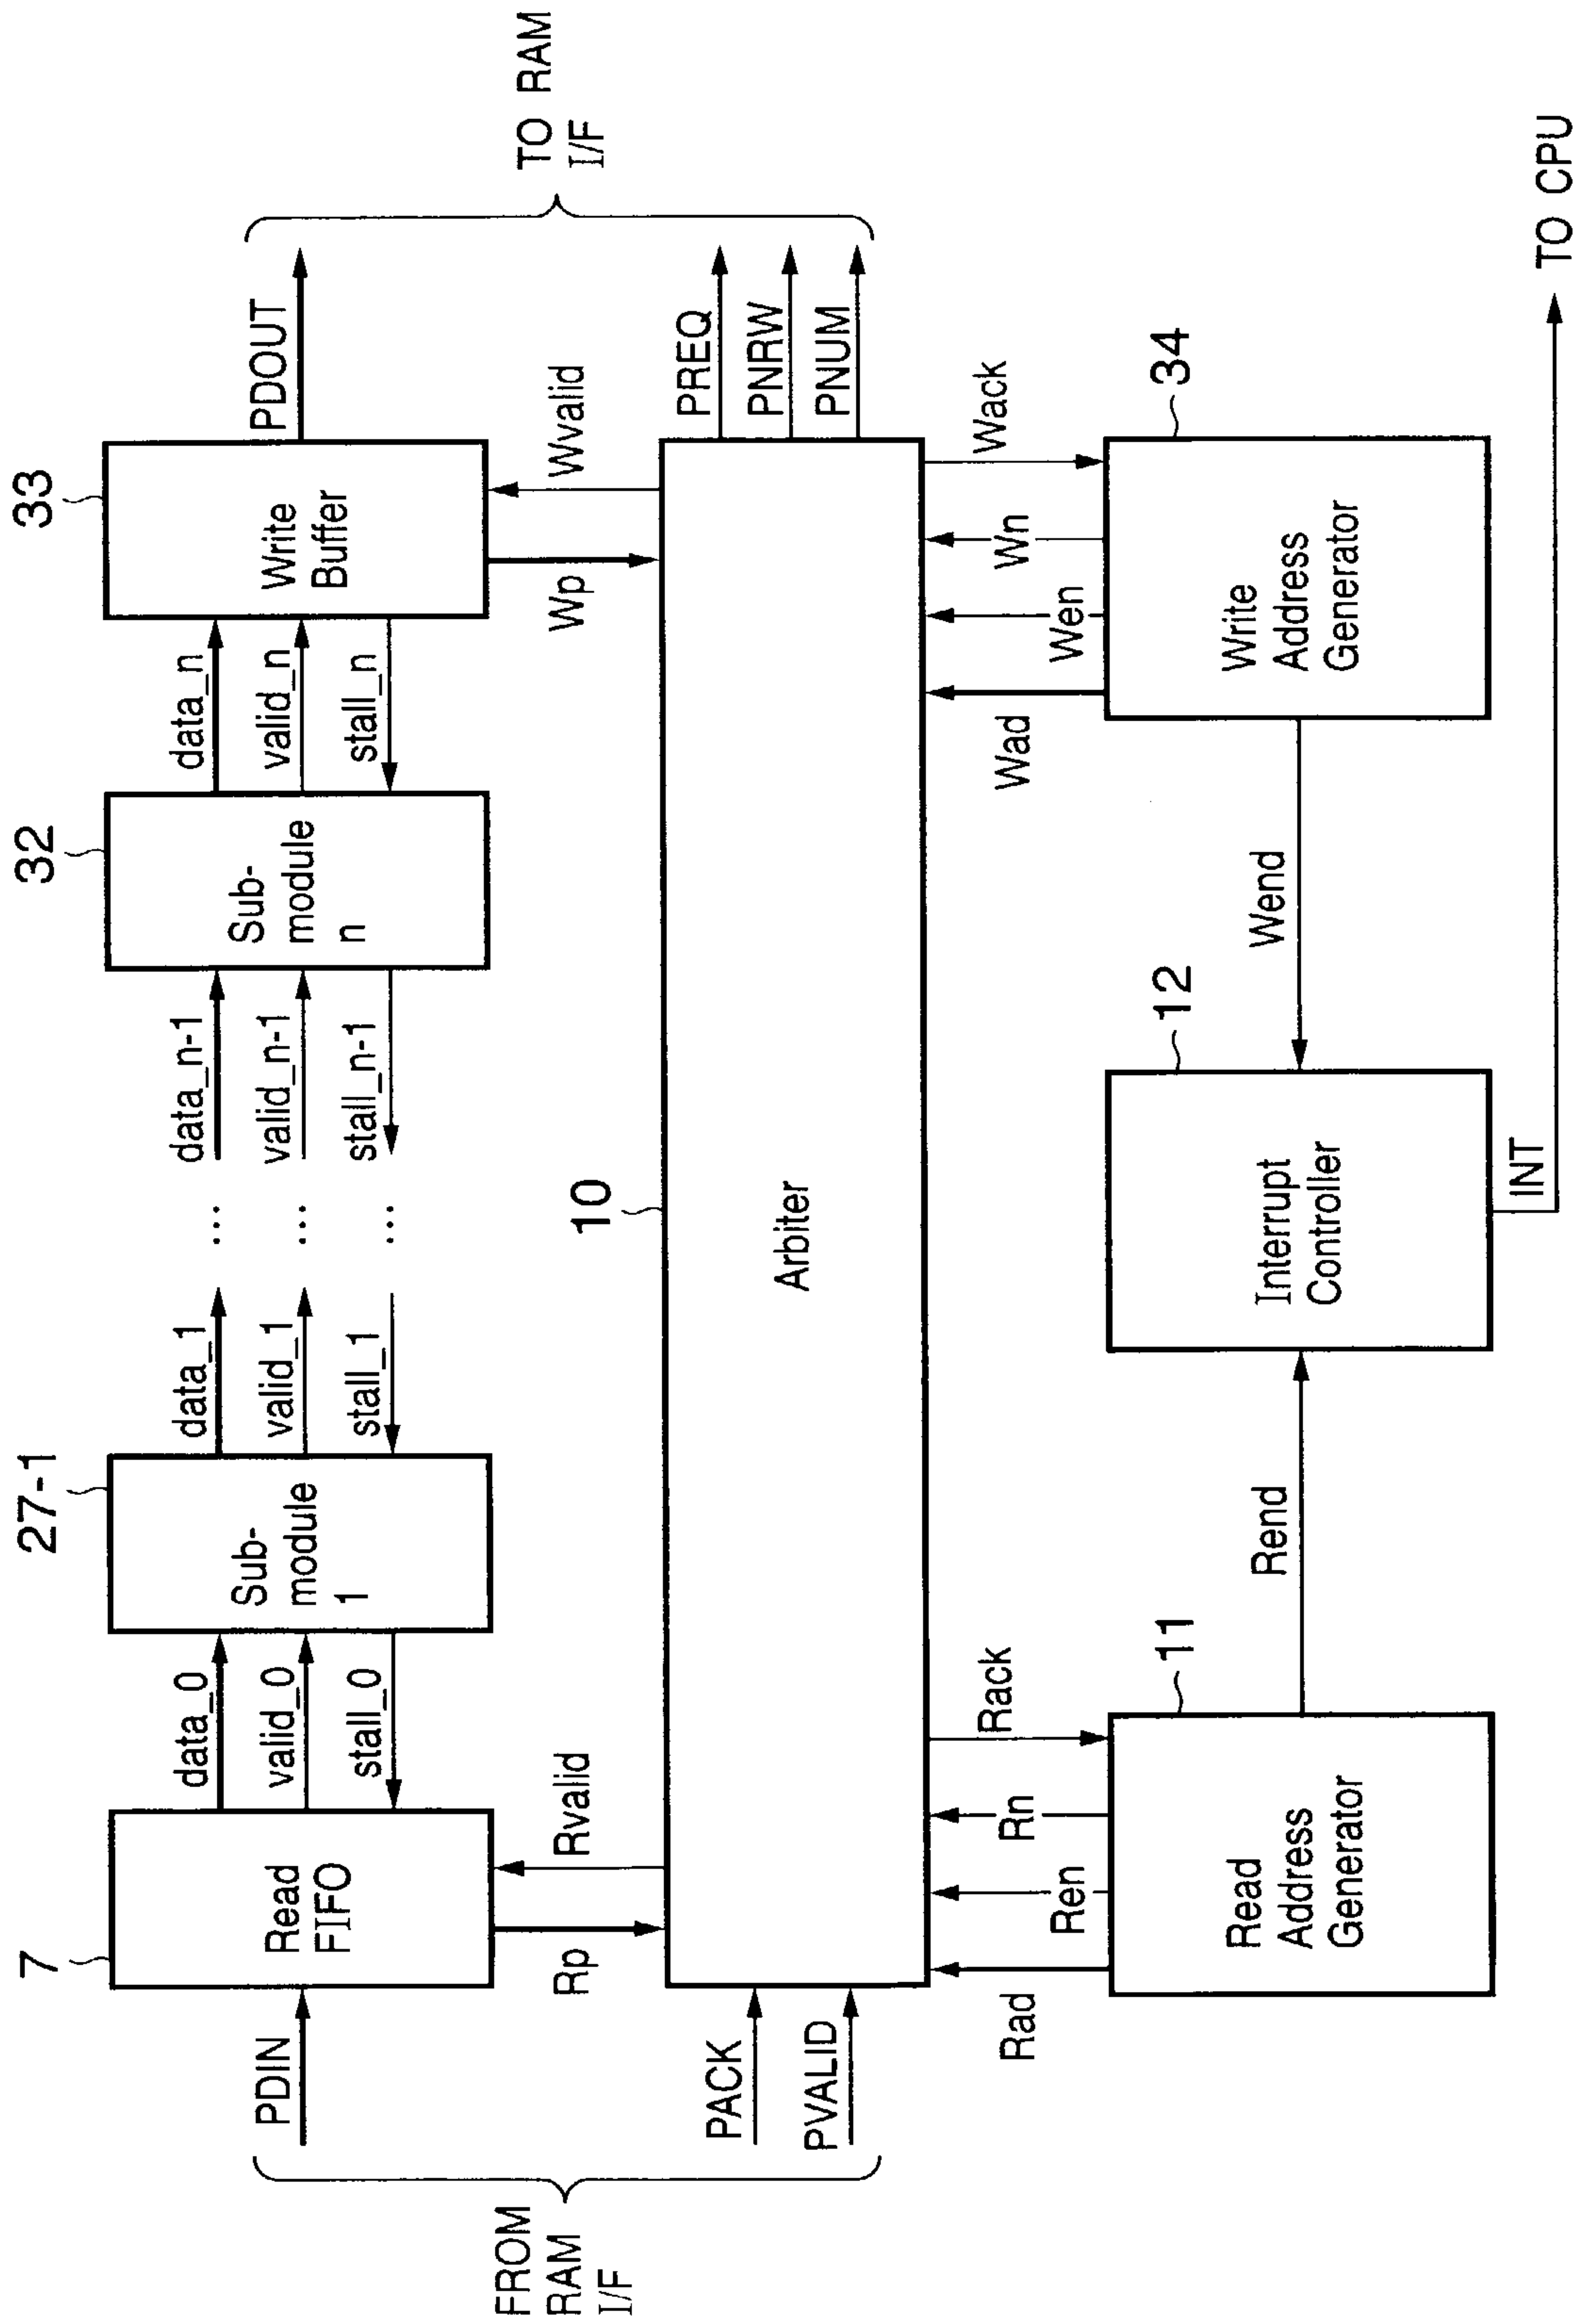 7
27-1
32
33
PDIN
Read
FIFO
data_0
valid_0
stall_0
Sub-
module
1
data_1
valid_1
stall_1
...
...
...
data_n-1
valid_n-1
stall_n-1
Sub-
module
n
data_n
valid_n
stall_n
Write
Buffer
PDOUT
FROM
RAM
I/F
TO RAM
I/F
Rp
Rvalid
10
Wp
Wvalid
PACK
PVALID
Arbiter
PREQ
PNRW
PNUM
Rad
Ren
Rn
Rack
Wad
Wen
Wn
Wack
11
Read
Address
Generator
Rend
12
Interrupt
Controller
Wend
34
Write
Address
Generator
INT
TO CPU